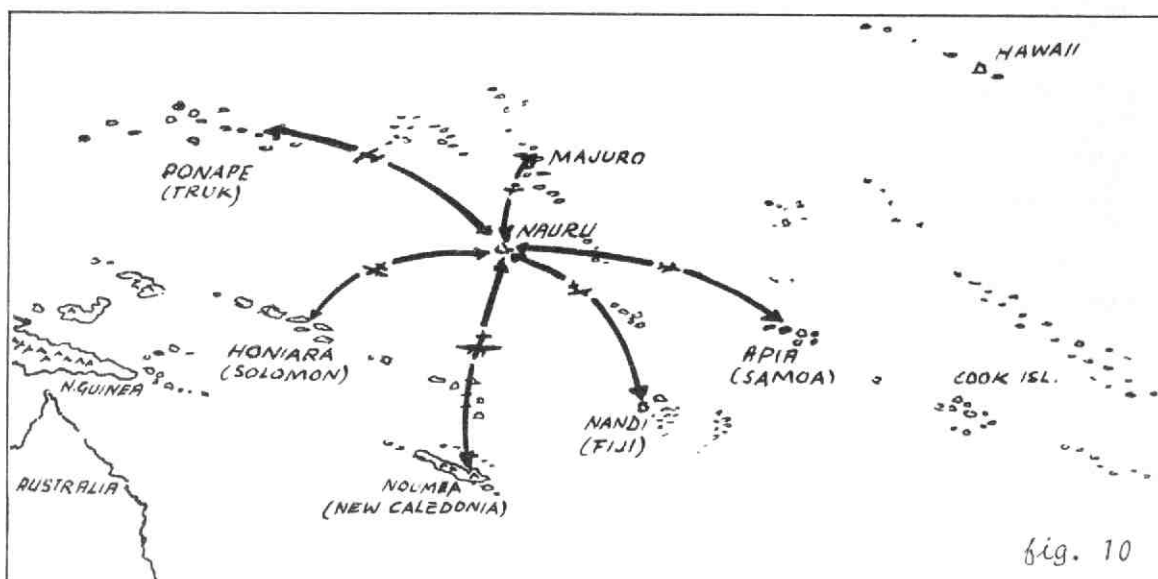 HAWAII
MAJURO
PONAPE
(TRUK)
NAURU
HONIARA
(SOLOMON)
APIA
(SAMOA)
N.GUINEA
COOK ISL.
NANDI
(FIJI)
AUSTRALIA
NOUMEA
(NEW CALEDONIA)
fig. 10